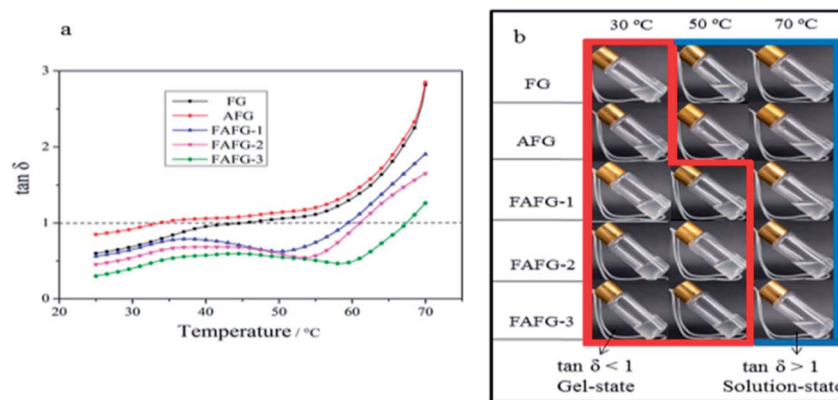 a
3
2
1
0
tan δ
FG
AFG
FAFG-1
FAFG-2
FAFG-3
20 30 40 50 60 70
Temperature / ºC
b
30 ºC 50 ºC 70 ºC
FG
AFG
FAFG-1
FAFG-2
FAFG-3
tan δ < 1 tan δ > 1
Gel-state Solution-state